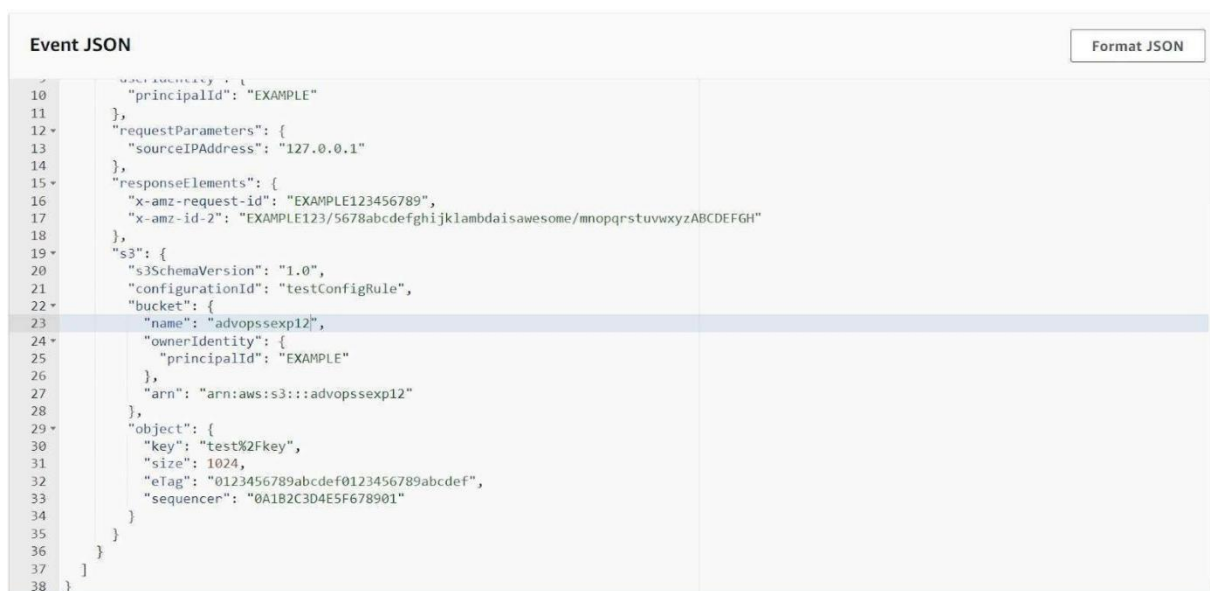 Event JSON
Format JSON
9 "userIdentity": {
10 "principalId": "EXAMPLE"
11 },
12 "requestParameters": {
13 "sourceIPAddress": "127.0.0.1"
14 },
15 "responseElements": {
16 "x-amz-request-id": "EXAMPLE123456789",
17 "x-amz-id-2": "EXAMPLE123/5678abcdefghijklambdaisawesome/mnopqrstuvwxyzABCDEFGH"
18 },
19 "s3": {
20 "s3SchemaVersion": "1.0",
21 "configurationId": "testConfigRule",
22 "bucket": {
23 "name": "advopssexp12",
24 "ownerIdentity": {
25 "principalId": "EXAMPLE"
26 },
27 "arn": "arn:aws:s3:::advopssexp12"
28 },
29 "object": {
30 "key": "test%2Fkey",
31 "size": 1024,
32 "eTag": "0123456789abcdef0123456789abcdef",
33 "sequencer": "0A1B2C3D4E5F678901"
34 }
35 }
36 }
37 ]
38 }